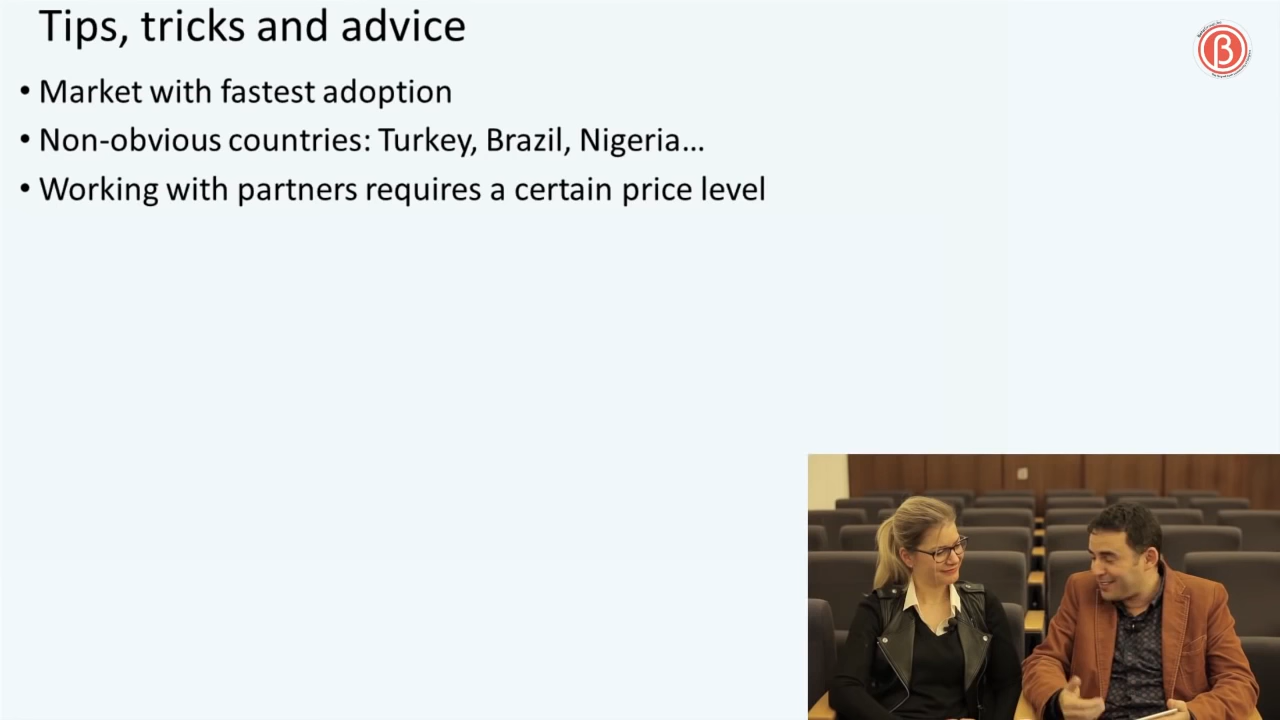 Tips, tricks and advice
• Market with fastest adoption
• Non-obvious countries: Turkey, Brazil, Nigeria...
• Working with partners requires a certain price level
β